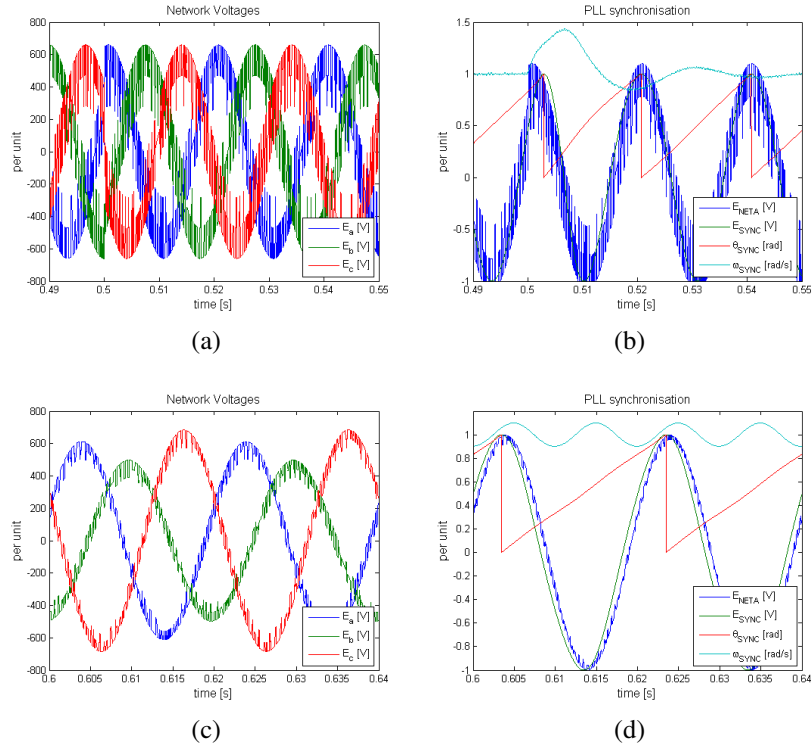 Network Voltages
800
600
400
200
0
-200
-400
-600
-800
per unit
0.49 0.5 0.51 0.52 0.53 0.54 0.55
time [s]
E_a [V]
E_b [V]
E_c [V]
(a)
PLL synchronisation
1.5
1
0.5
0
-0.5
-1
per unit
0.49 0.5 0.51 0.52 0.53 0.54 0.55
time [s]
E_NETA [V]
E_SYNC [V]
θ_SYNC [rad]
ω_SYNC [rad/s]
(b)
Network Voltages
800
600
400
200
0
-200
-400
-600
-800
per unit
0.6 0.605 0.61 0.615 0.62 0.625 0.63 0.635 0.64
time [s]
E_a [V]
E_b [V]
E_c [V]
(c)
PLL synchronisation
1.2
1
0.8
0.6
0.4
0.2
0
-0.2
-0.4
-0.6
-0.8
-1
per unit
0.6 0.605 0.61 0.615 0.62 0.625 0.63 0.635 0.64
time [s]
E_NETA [V]
E_SYNC [V]
θ_SYNC [rad]
ω_SYNC [rad/s]
(d)